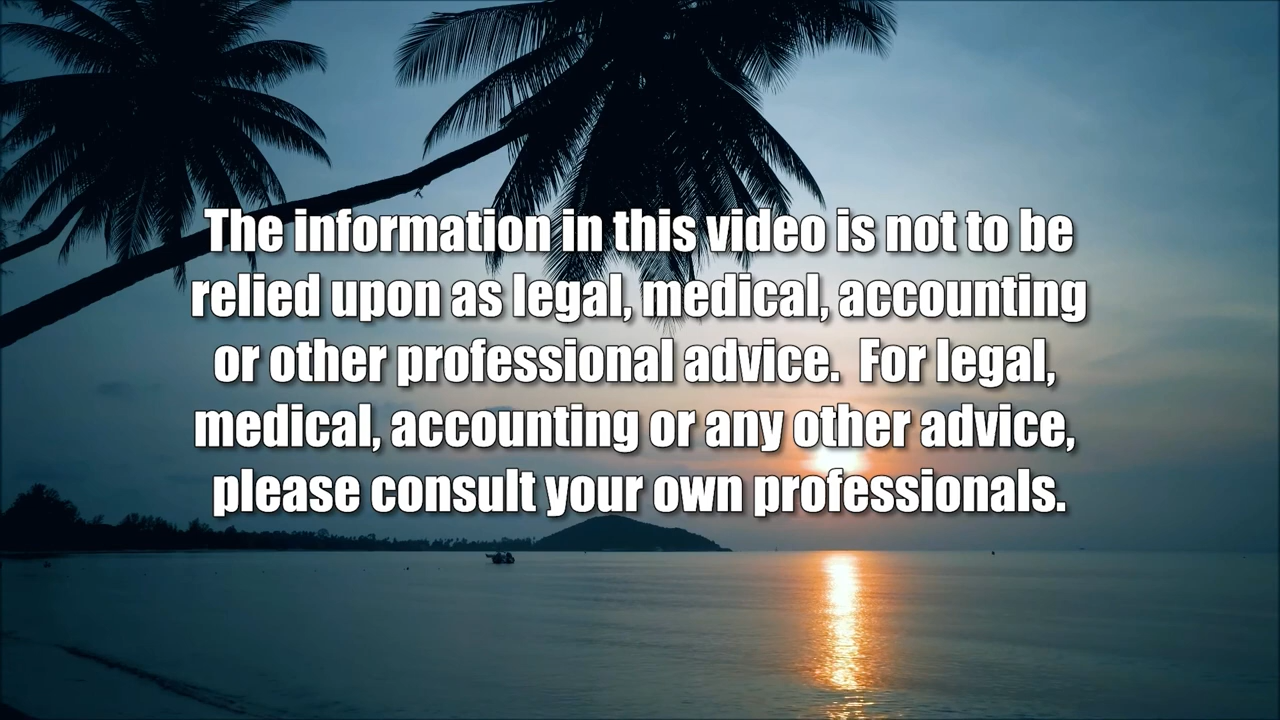 The information in this video is not to be
relied upon as legal, medical, accounting
or other professional advice.  For legal,
medical, accounting or any other advice,
please consult your own professionals.